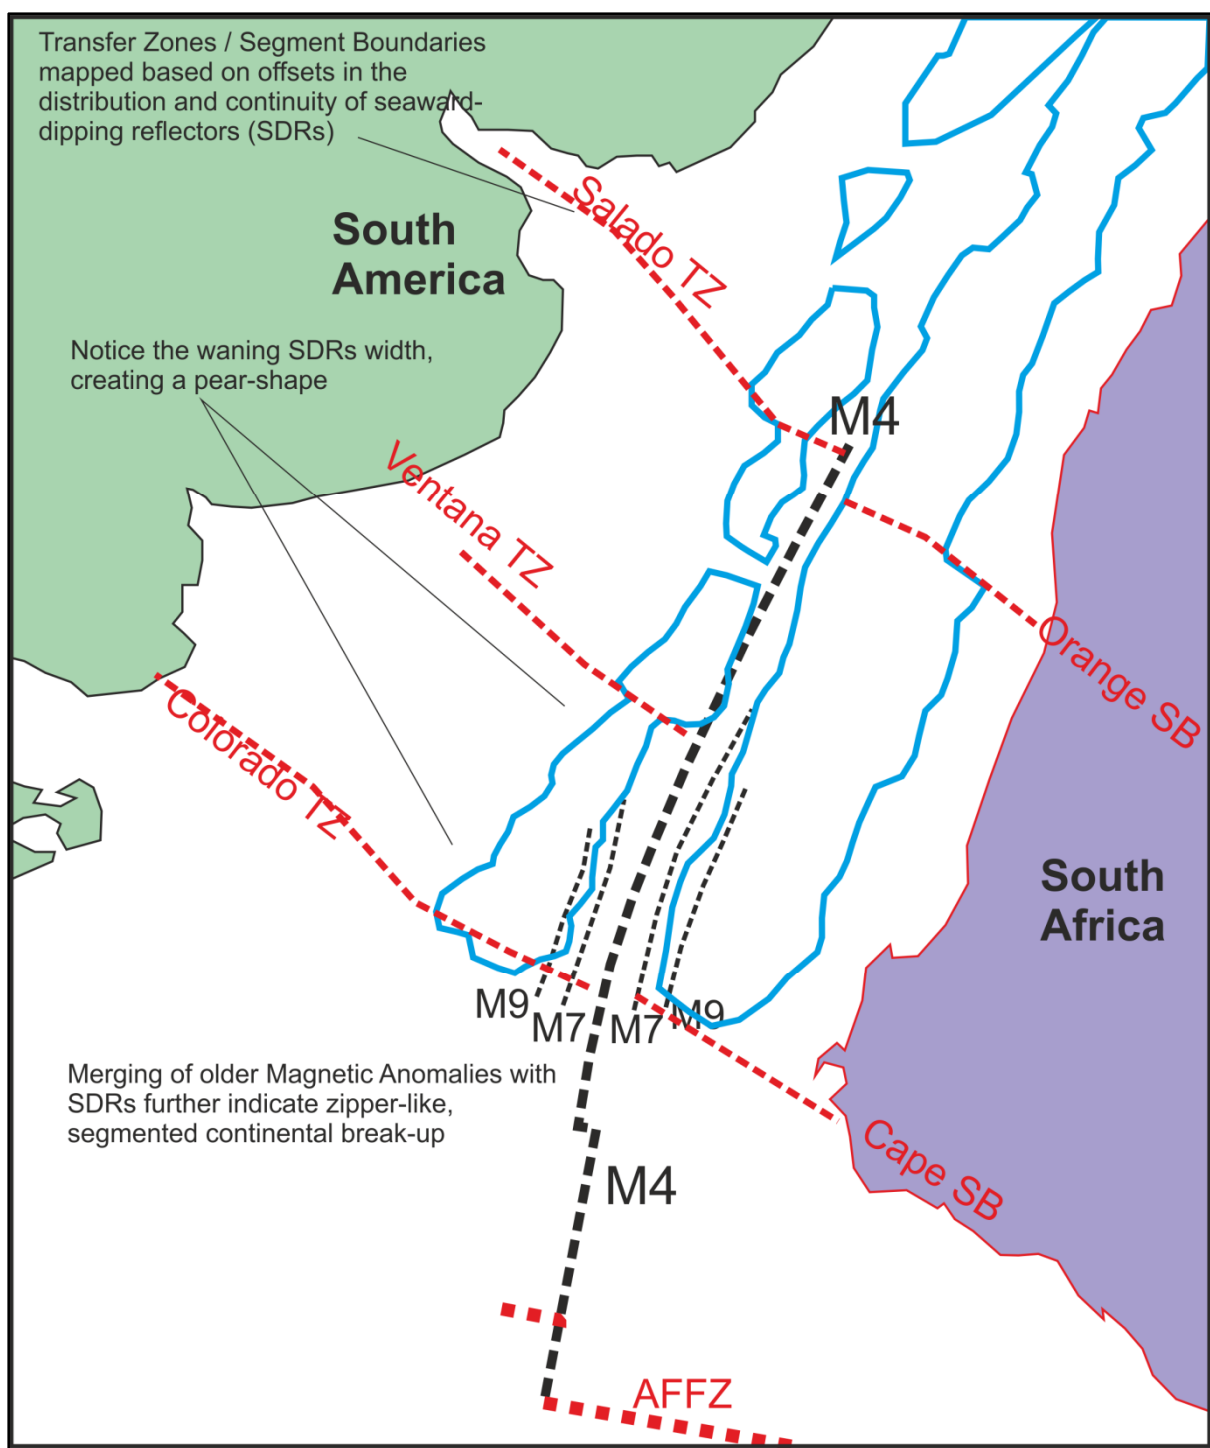 Transfer Zones / Segment Boundaries
mapped based on offsets in the
distribution and continuity of seaward-
dipping reflectors (SDRs)
South
America
Salado TZ
Notice the waning SDRs width,
creating a pear-shape
M4
Ventana TZ
Orange SB
Colorado TZ
South
Africa
M9
M7
M7
M9
Merging of older Magnetic Anomalies with
SDRs further indicate zipper-like,
segmented continental break-up
Cape SB
M4
AFFZ